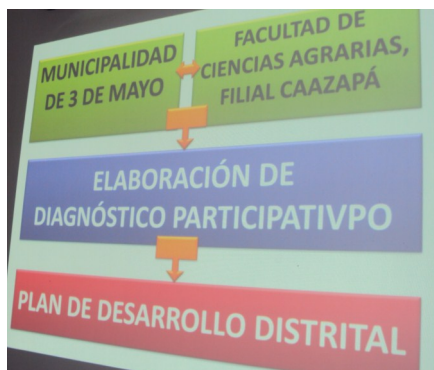 MUNICIPALIDAD
DE 3 DE MAYO
FACULTAD DE
CIENCIAS AGRARIAS,
FILIAL CAAZAPÁ
ELABORACIÓN DE
DIAGNÓSTICO PARTICIPATIVPO
PLAN DE DESARROLLO DISTRITAL